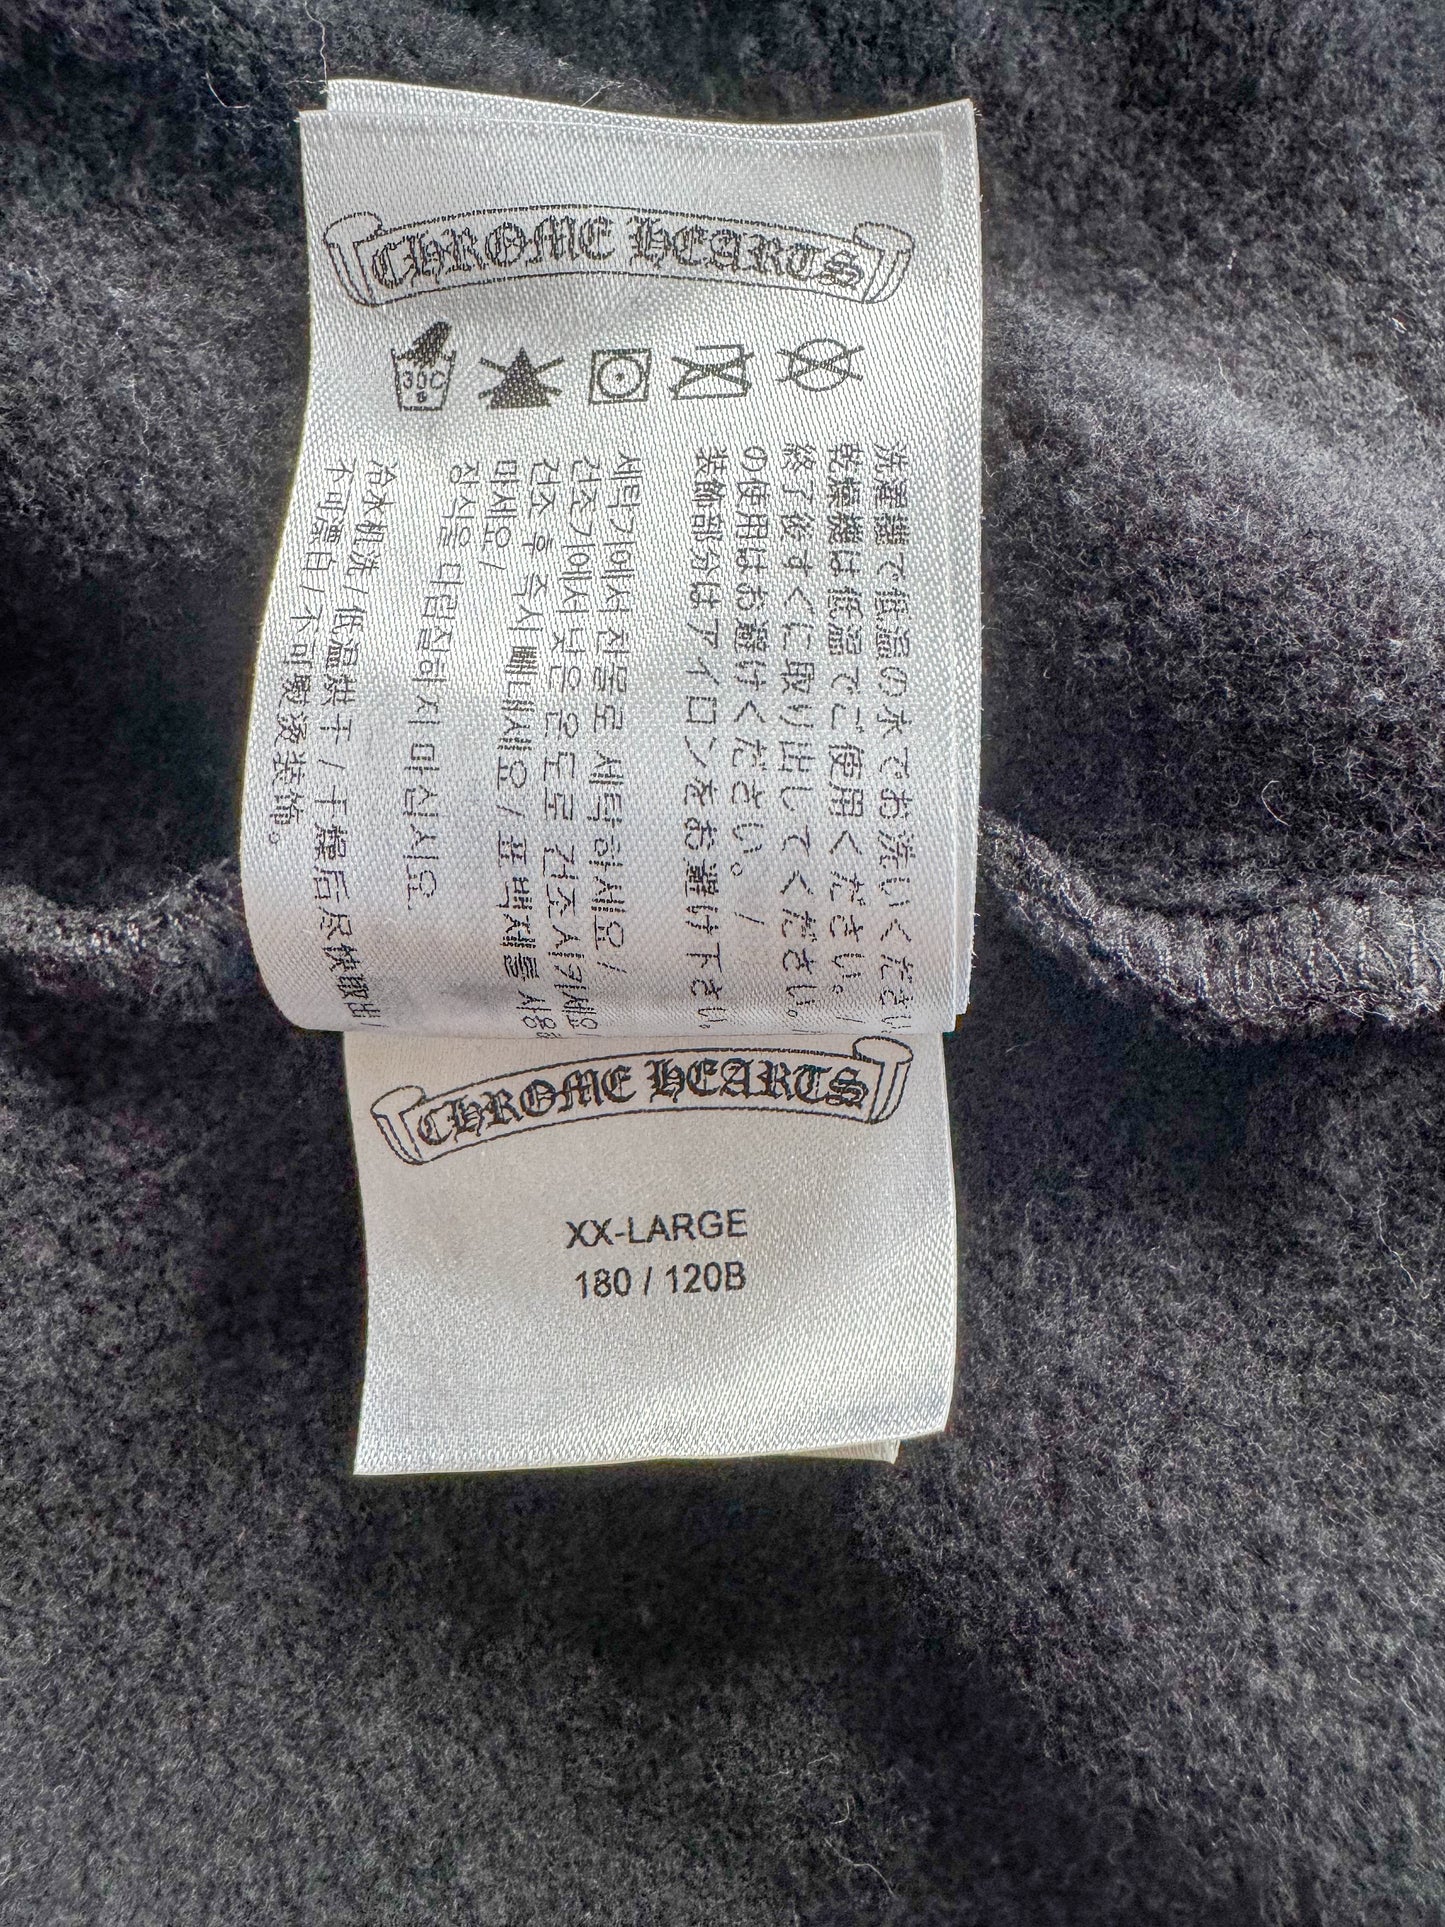 CHROME HEARTS
30C
洗濯機で低温の水でお洗いください/
乾燥機は低温でご使用ください。/
終了後すぐに取り出してください。
の使用はお避けください。/
装飾部分はアイロンをお避け下さい。
세탁기에서 찬물로 세탁하세요/
건조기에서 낮은 온도로 건조시키세요
건조 후 즉시 빼내세요/표백제를 사용하
마세요/
장식은 다림질하지 마십시요.
冷水机洗/低温烘干/干燥后尽快取出/
不可漂白/不可熨烫装饰。
CHROME HEARTS
XX-LARGE
180 / 120B